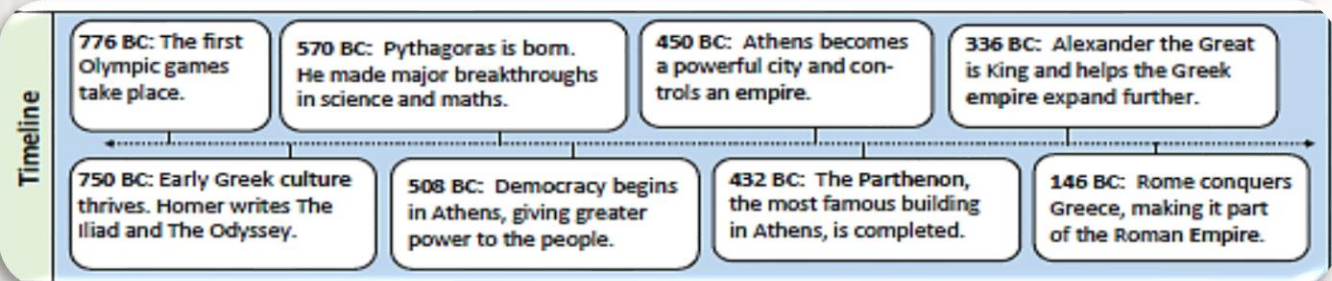 Timeline
776 BC: The first
Olympic games
take place.
570 BC: Pythagoras is born.
He made major breakthroughs
in science and maths.
450 BC: Athens becomes
a powerful city and con-
trols an empire.
336 BC: Alexander the Great
is King and helps the Greek
empire expand further.
750 BC: Early Greek culture
thrives. Homer writes The
Iliad and The Odyssey.
508 BC: Democracy begins
in Athens, giving greater
power to the people.
432 BC: The Parthenon,
the most famous building
in Athens, is completed.
146 BC: Rome conquers
Greece, making it part
of the Roman Empire.